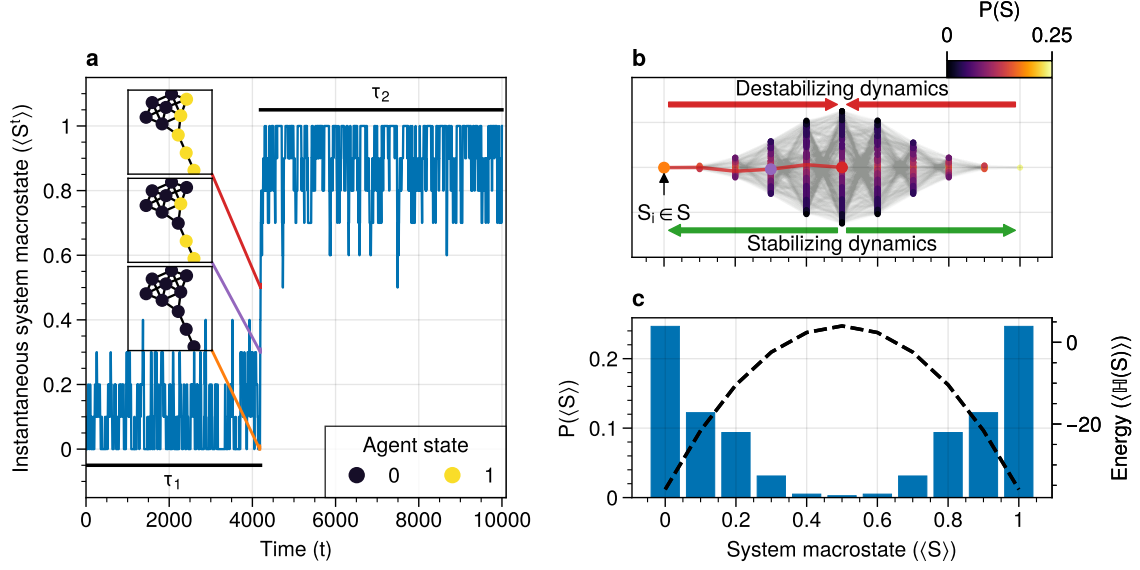 a
Instantaneous system macrostate (⟨Sᵗ⟩)
1
0.8
0.6
0.4
0.2
0
τ₂
τ₁
Agent state
0 1
0 2000 4000 6000 8000 10000
Time (t)
P(S)
0 0.25
b
Destabilizing dynamics
Sᵢ ∈ S
Stabilizing dynamics
c
P(⟨S⟩)
0.2
0.1
0
0
−20
Energy (⟨ℍ(S)⟩)
0 0.2 0.4 0.6 0.8 1
System macrostate (⟨S⟩)